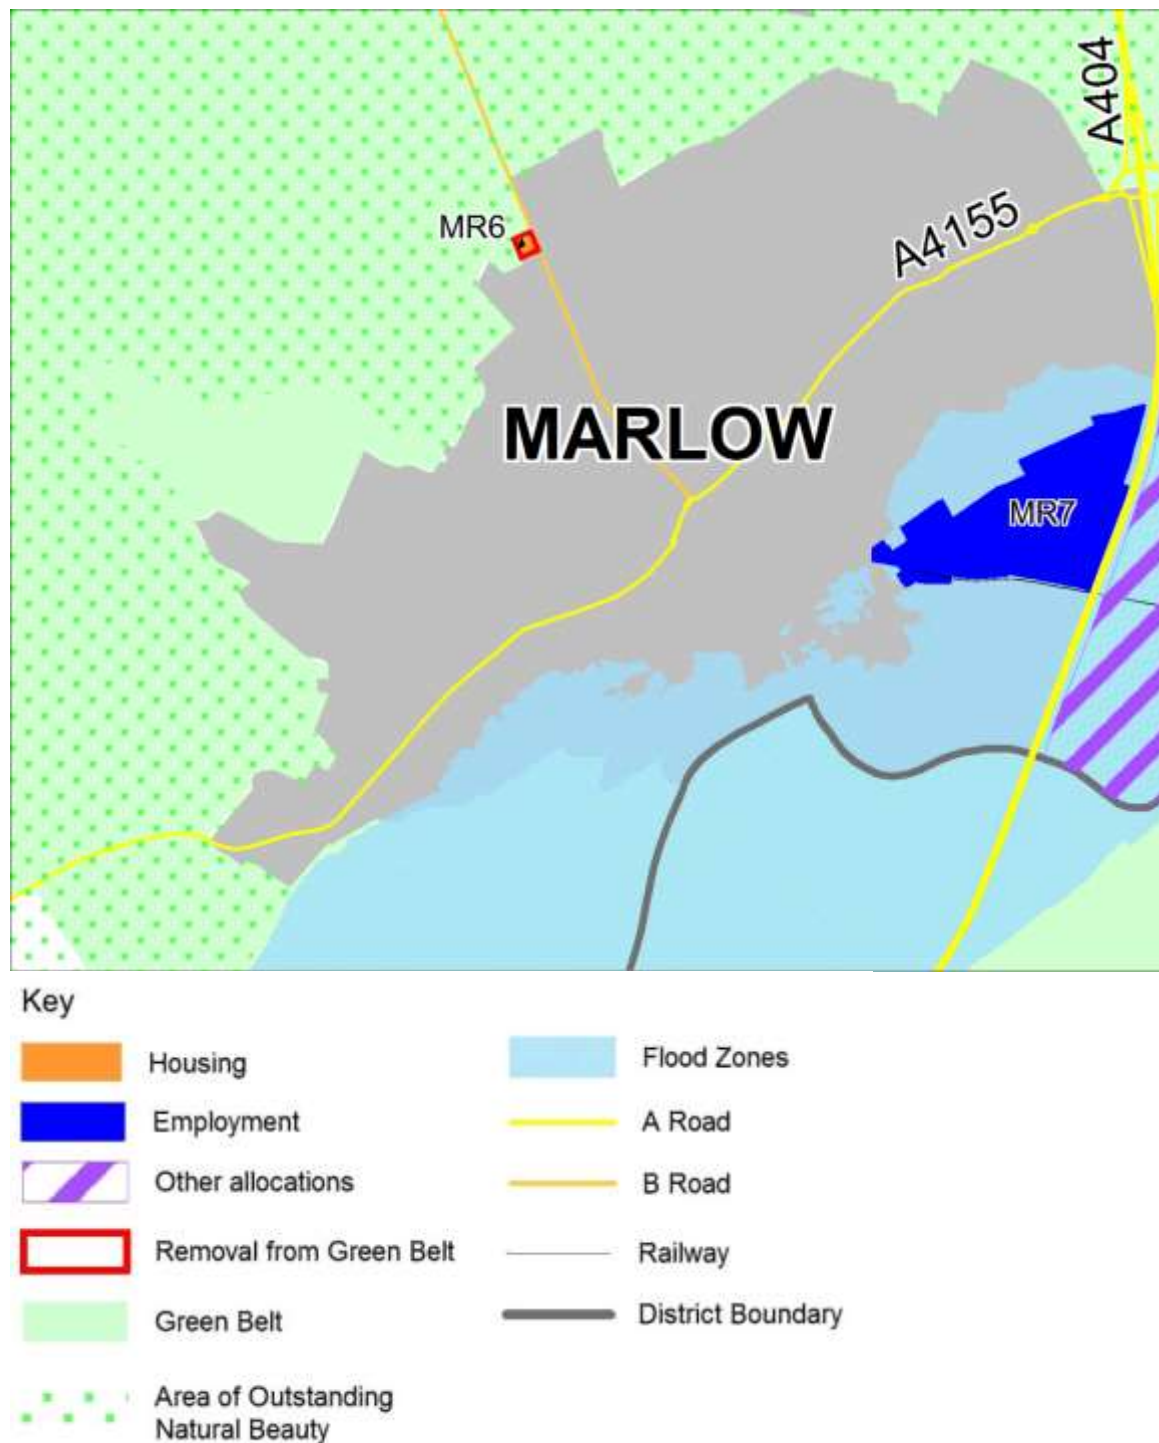 A404
MR6
A4155
MARLOW
MR7
Key
Housing
Employment
Other allocations
Removal from Green Belt
Green Belt
Area of Outstanding
Natural Beauty
Flood Zones
A Road
B Road
Railway
District Boundary